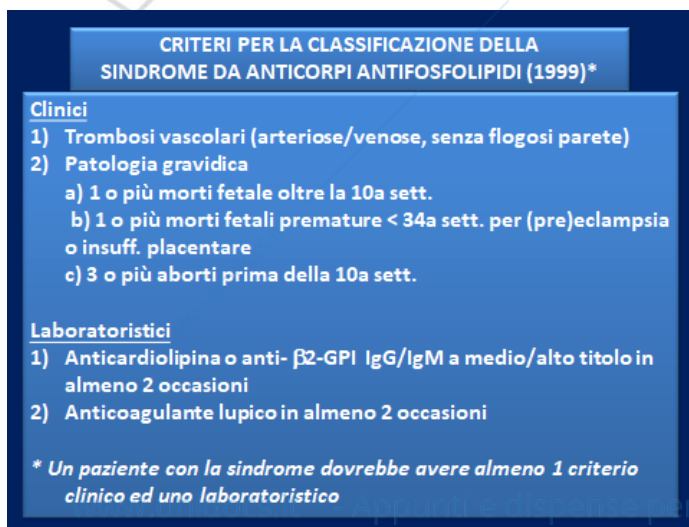 CRITERI PER LA CLASSIFICAZIONE DELLA
SINDROME DA ANTICORPI ANTIFOSFOLIPIDI (1999)*
Clinici
1) Trombosi vascolari (arteriose/venose, senza flogosi parete)
2) Patologia gravidica
a) 1 o più morti fetale oltre la 10a sett.
b) 1 o più morti fetali premature < 34a sett. per (pre)eclampsia
o insuff. placentare
c) 3 o più aborti prima della 10a sett.
Laboratoristici
1) Anticardiolipina o anti- β2-GPI IgG/IgM a medio/alto titolo in
almeno 2 occasioni
2) Anticoagulante lupico in almeno 2 occasioni
* Un paziente con la sindrome dovrebbe avere almeno 1 criterio
clinico ed uno laboratoristico
Appunti e dispense per